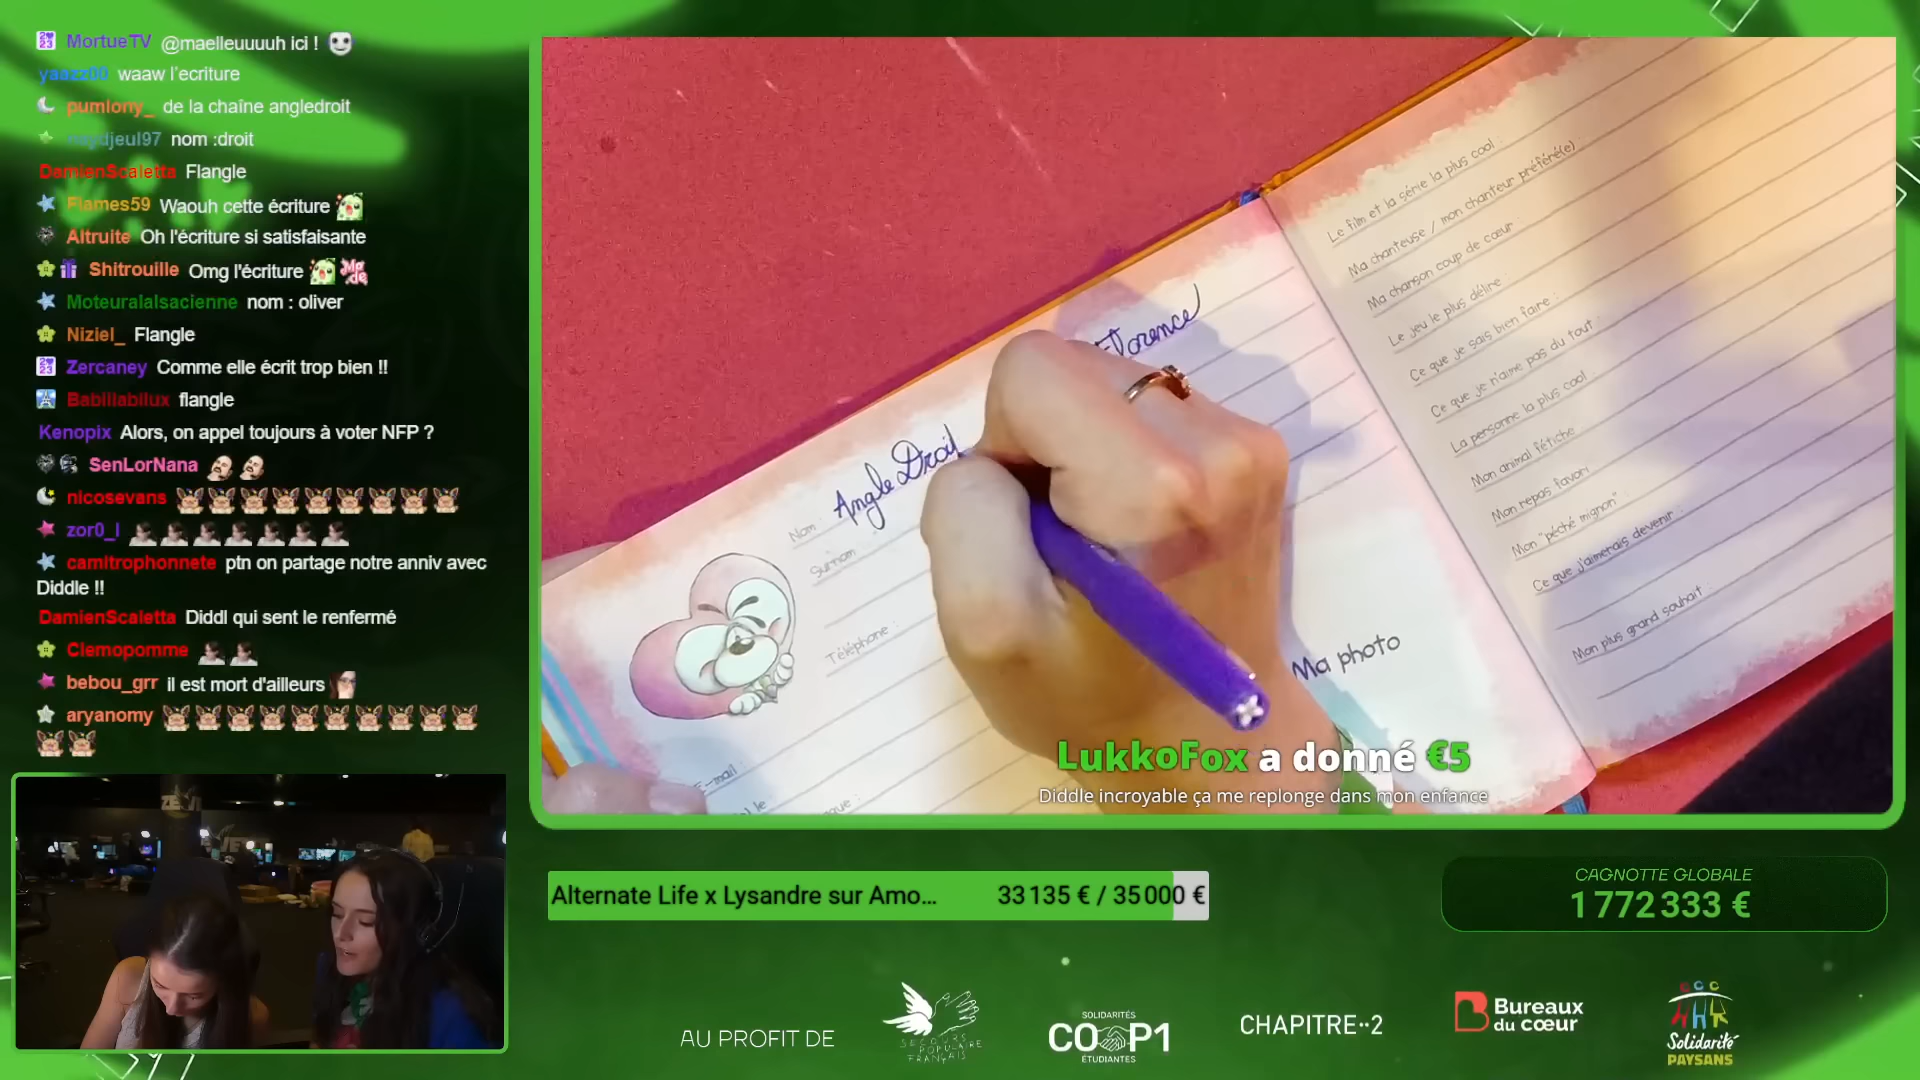 MortueTV @maelleuuuuh ici !
yaazz00 waaw l'ecriture
pumlony_ de la chaîne angledroit
nom :droit
DamienScaletta Flangle
Flames59 Waouh cette écriture
Altruite Oh l'écriture si satisfaisante
Shitrouille Omg l'écriture
Moteuralalsacienne nom : oliver
Niziel_ Flangle
Zercaney Comme elle écrit trop bien !!
Babillabilux flangle
Kenopix Alors, on appel toujours à voter NFP ?
SenLorNana
nicosevans
zor0_l
camitrophonnete ptn on partage notre anniv avec
Diddle !!
DamienScaletta Diddl qui sent le renfermé
Clemopomme
bebou_grr il est mort d'ailleurs
aryanomy
Nom : Angle Droit Florence
Surnom :
Téléphone :
E-mail :
Ma photo
Le film et la série la plus cool :
Ma chanteuse / mon chanteur préféré(e) :
Ma chanson coup de cœur :
Le jeu le plus délire :
Ce que je sais bien faire :
Ce que je n'aime pas du tout :
La personne la plus cool :
Mon animal fétiche :
Mon repas favori :
Mon "péché mignon" :
Ce que j'aimerais devenir :
Mon plus grand souhait :
LukkoFox a donné €5
Diddle incroyable ça me replonge dans mon enfance
Alternate Life x Lysandre sur Amo... 33 135 € / 35 000 €
CAGNOTTE GLOBALE
1 772 333 €
AU PROFIT DE
SECOURS
POPULAIRE
FRANÇAIS
SOLIDARITÉS
COP1
ÉTUDIANTES
CHAPITRE··2
Bureaux
du cœur
Solidarité
PAYSANS